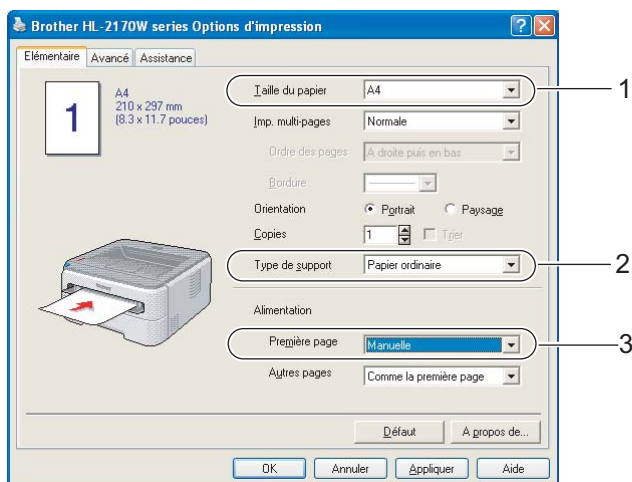 Brother HL-2170W series Options d'impression
Elémentaire Avancé Assistance
1
A4
210 x 297 mm
(8.3 x 11.7 pouces)
Taille du papier A4 1
Imp. multi-pages Normale
Ordre des pages A droite puis en bas
Bordure
Orientation Portrait Paysage
Copies 1 Trier
Type de support Papier ordinaire 2
Alimentation
Première page Manuelle 3
Autres pages Comme la première page
Défaut A propos de...
OK Annuler Appliquer Aide